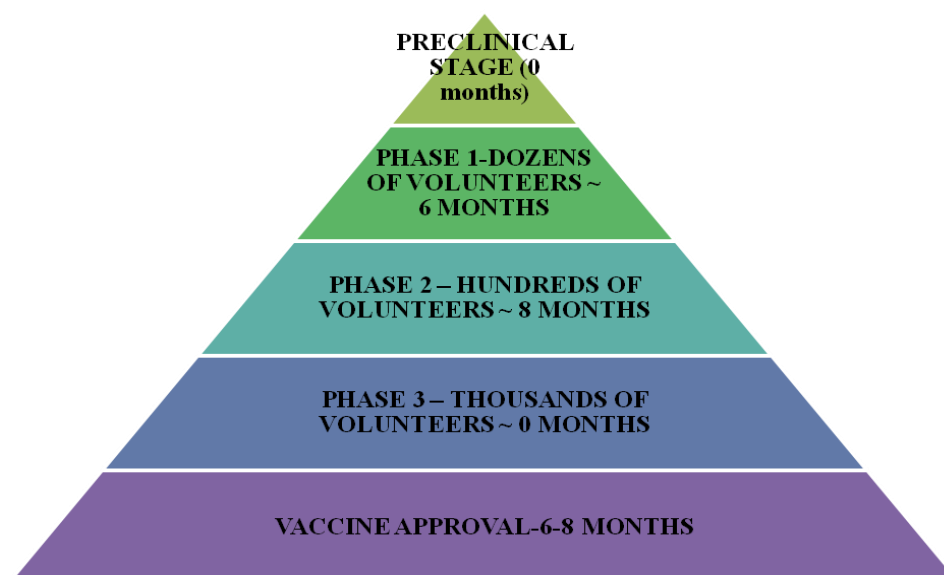 PRECLINICAL
STAGE (0
months)
PHASE 1-DOZENS
OF VOLUNTEERS ~
6 MONTHS
PHASE 2 – HUNDREDS OF
VOLUNTEERS ~ 8 MONTHS
PHASE 3 – THOUSANDS OF
VOLUNTEERS ~ 0 MONTHS
VACCINE APPROVAL-6-8 MONTHS